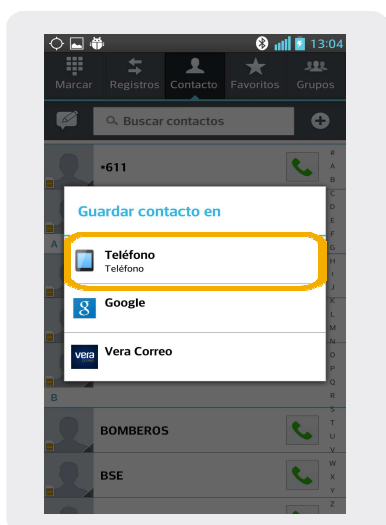 13:04
Marcar Registros Contacto Favoritos Grupos
Buscar contactos
*611
#
A
B
C
D
E
F
G
H
I
J
K
L
M
N
O
P
Q
R
S
T
U
V
W
X
Y
Z
Guardar contacto en
A
Teléfono
Teléfono
8 Google
vera Vera Correo
B
BOMBEROS
BSE